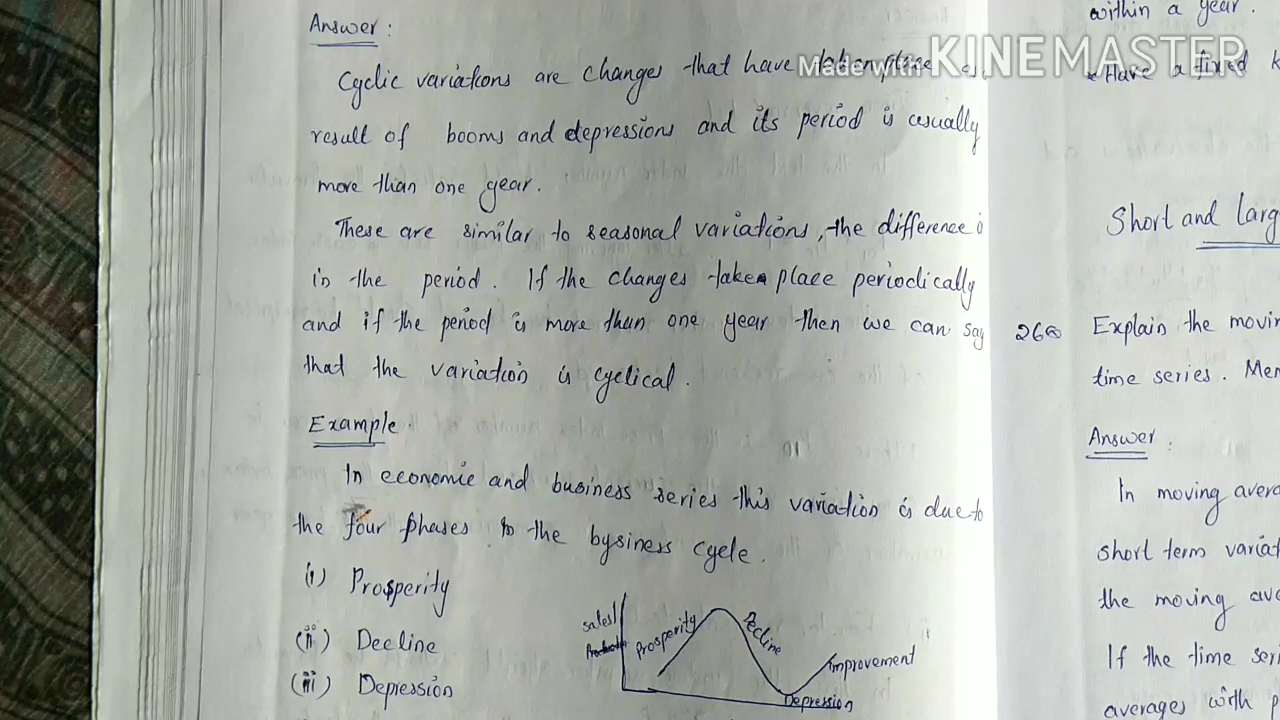 Answer :
Cyclic variations are changes that have taken place as
result of booms and depressions and its period is usually
more than one year.
These are similar to seasonal variations, the difference i
in the period. If the changes taken place periodically
and if the period is more than one year then we can say
that the variation is cyclical.
Example.
In economic and business series this variation is due to
the four phases in the bysiness cycle.
(i) Prosperity
(ii) Decline
(iii) Depression
Sales/
Prosperity
Decline
Depression
Improvement
Made with KINEMASTER
within a year.
* Have a fixed
Short and Larg
26. Explain the movin
time series. Men
Answer :
In moving avera
short term variat
the moving ave
If the time seri
averages with p